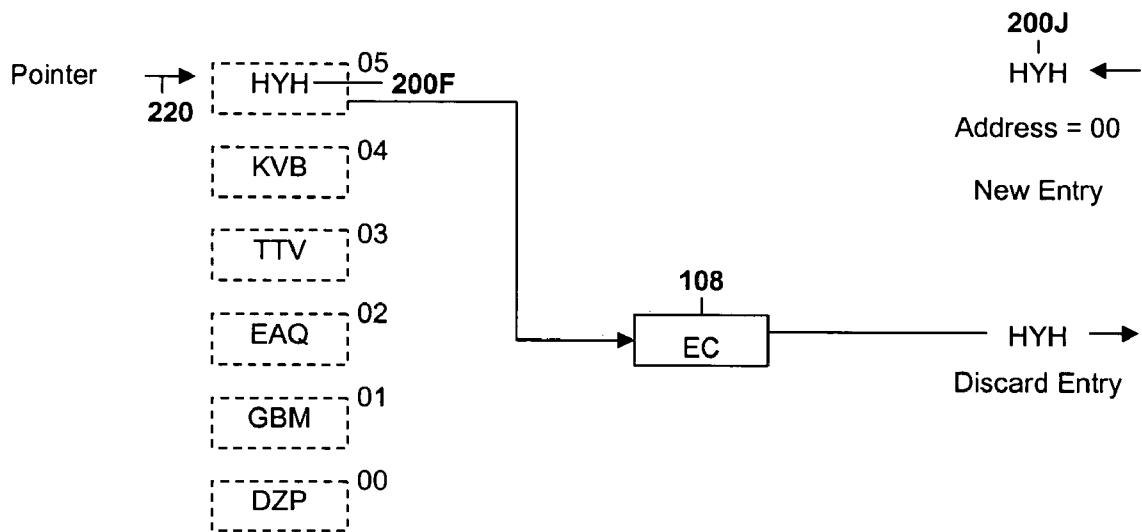 200J
Pointer
220
HYH
05
200F
HYH
Address = 00
New Entry
KVB
04
TTV
03
EAQ
02
108
EC
HYH
Discard Entry
GBM
01
DZP
00